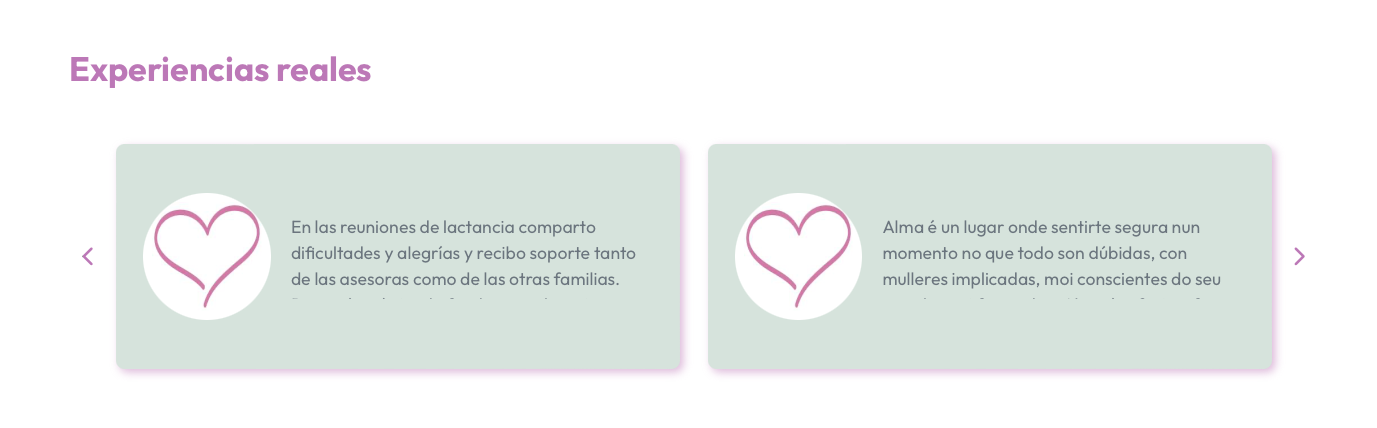 Experiencias reales
En las reuniones de lactancia comparto
dificultades y alegrías y recibo soporte tanto
de las asesoras como de las otras familias.
Alma é un lugar onde sentirte segura nun
momento no que todo son dúbidas, con
mulleres implicadas, moi conscientes do seu